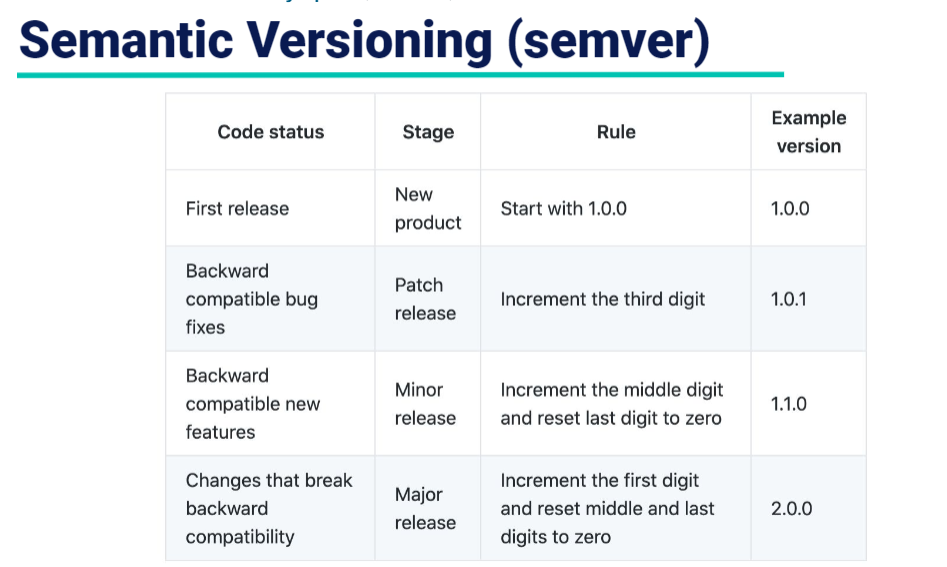 Semantic Versioning (semver)
Code status
Stage
Rule
Example
version
First release
New
product
Start with 1.0.0
1.0.0
Backward
compatible bug
fixes
Patch
release
Increment the third digit
1.0.1
Backward
compatible new
features
Minor
release
Increment the middle digit
and reset last digit to zero
1.1.0
Changes that break
backward
compatibility
Major
release
Increment the first digit
and reset middle and last
digits to zero
2.0.0